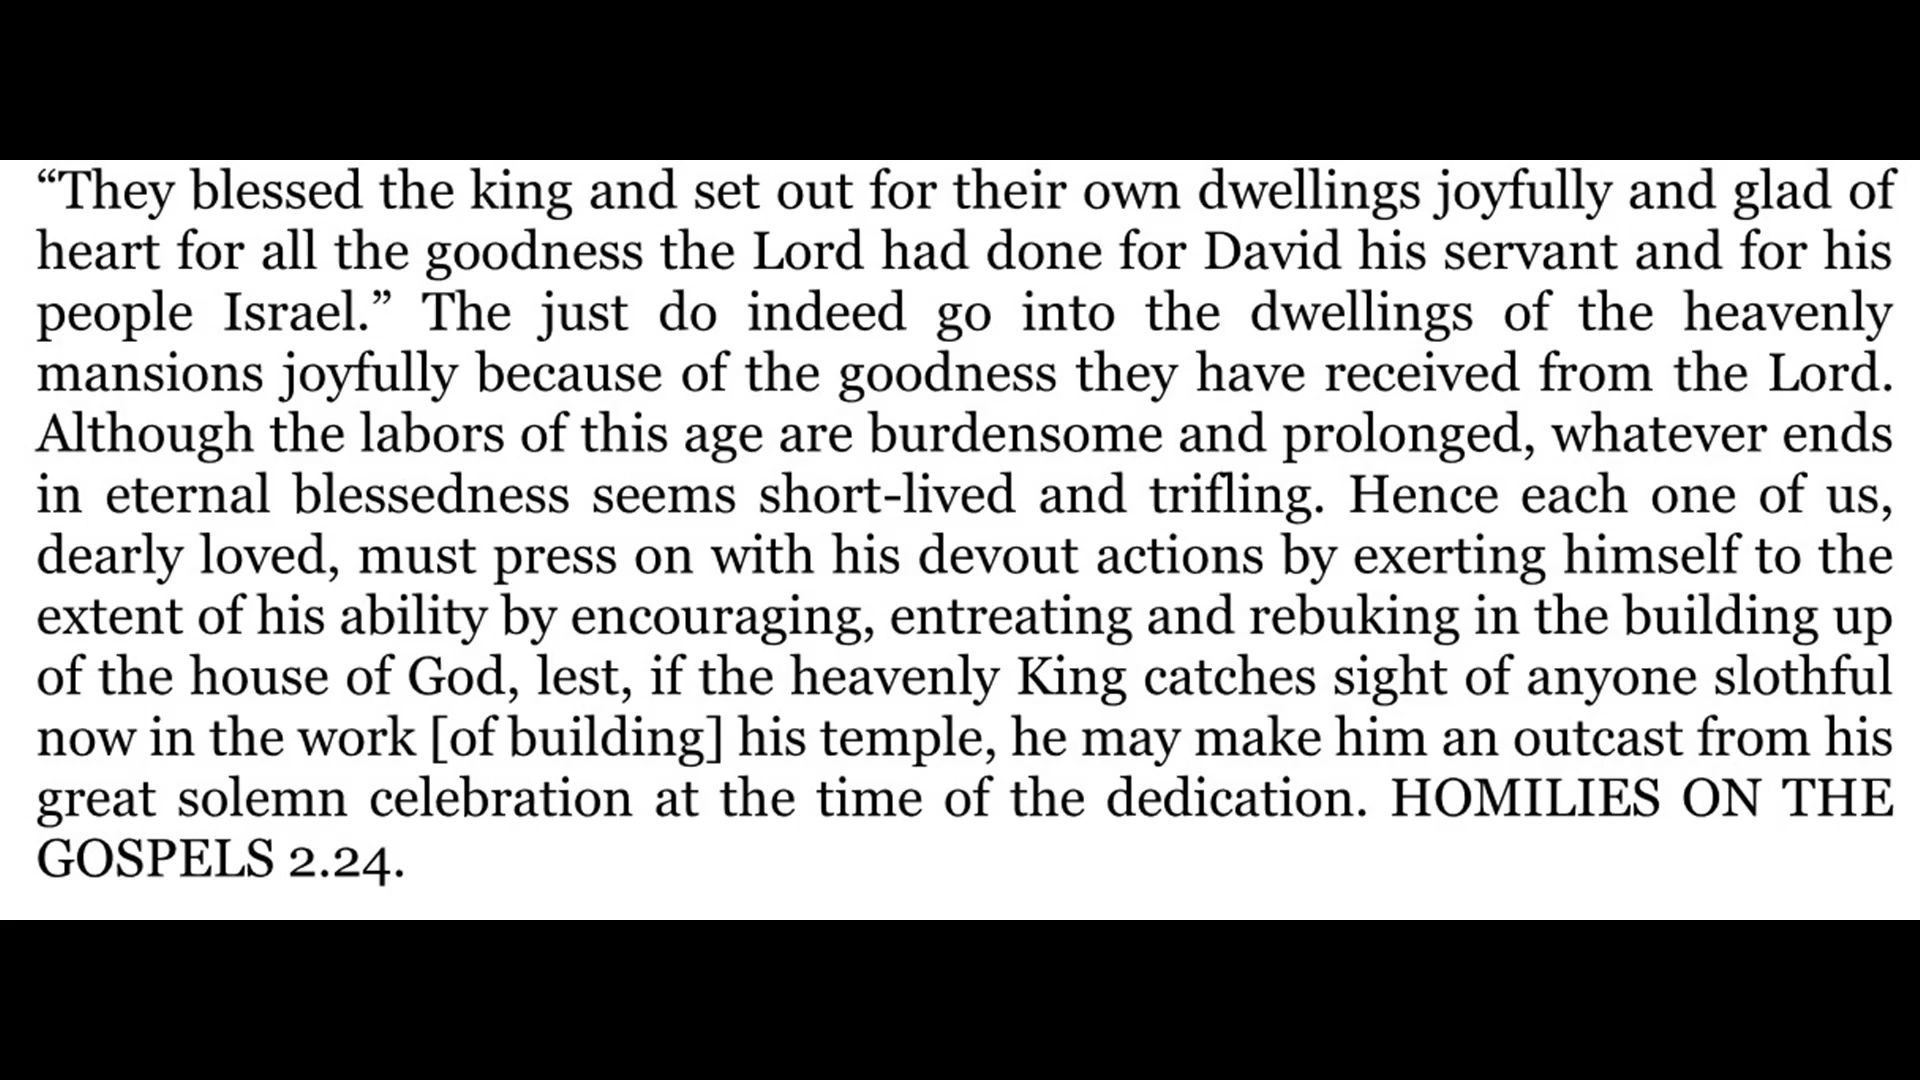 “They blessed the king and set out for their own dwellings joyfully and glad of
heart for all the goodness the Lord had done for David his servant and for his
people Israel.” The just do indeed go into the dwellings of the heavenly
mansions joyfully because of the goodness they have received from the Lord.
Although the labors of this age are burdensome and prolonged, whatever ends
in eternal blessedness seems short-lived and trifling. Hence each one of us,
dearly loved, must press on with his devout actions by exerting himself to the
extent of his ability by encouraging, entreating and rebuking in the building up
of the house of God, lest, if the heavenly King catches sight of anyone slothful
now in the work [of building] his temple, he may make him an outcast from his
great solemn celebration at the time of the dedication. HOMILIES ON THE
GOSPELS 2.24.